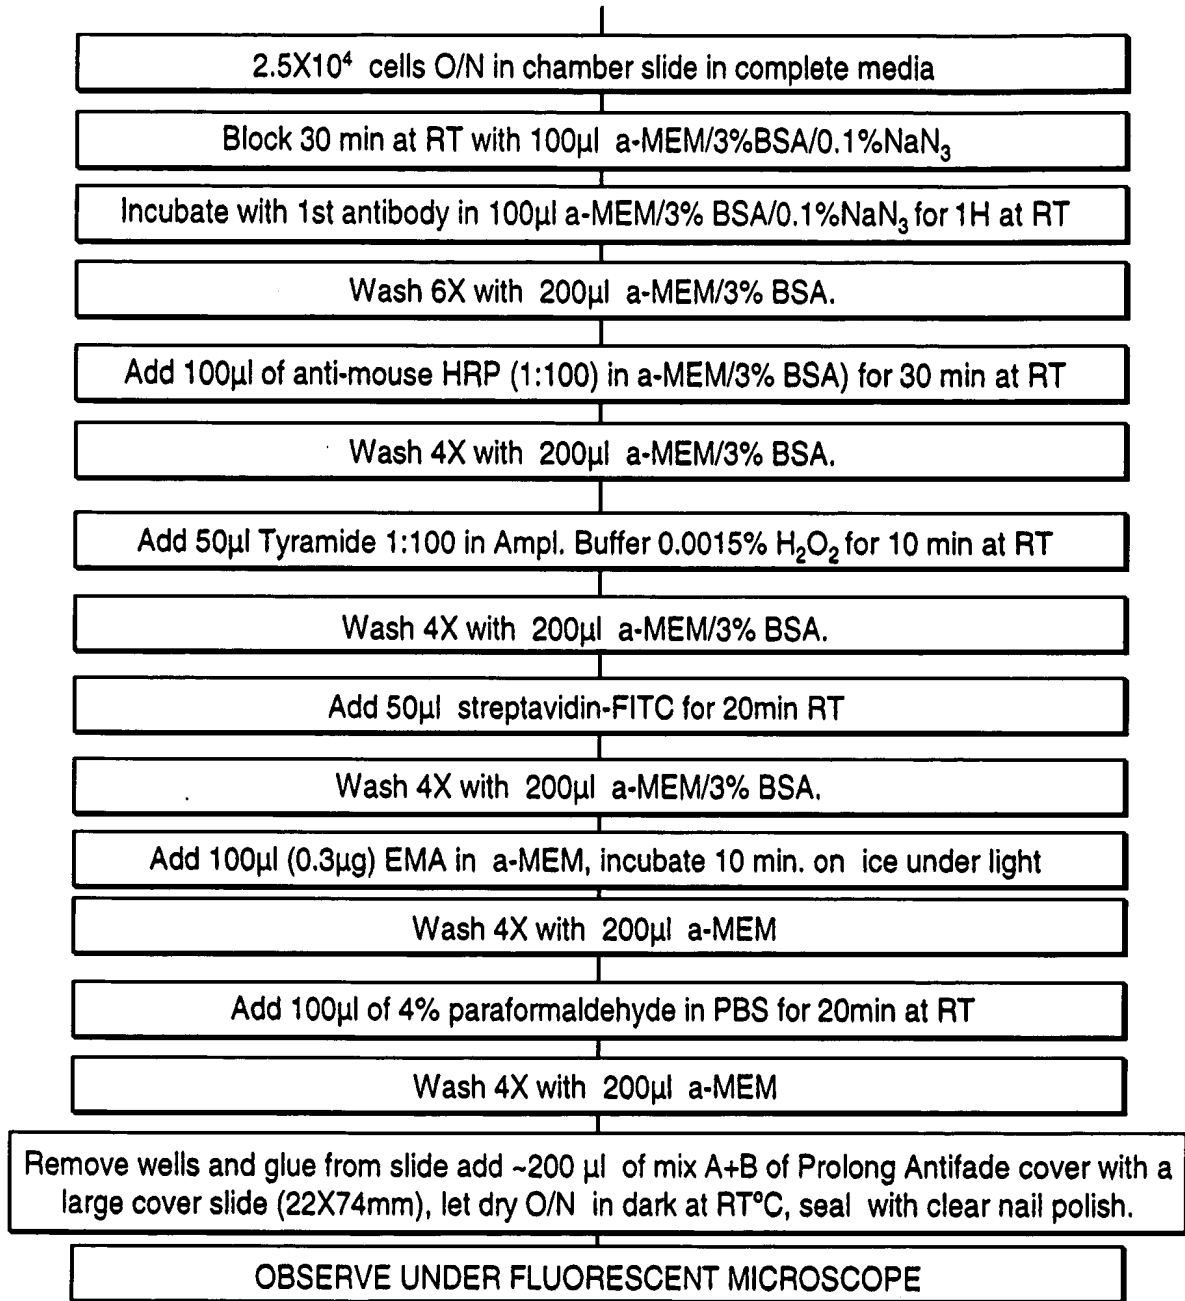 2.5X10⁴ cells O/N in chamber slide in complete media
Block 30 min at RT with 100µl a-MEM/3%BSA/0.1%NaN₃
Incubate with 1st antibody in 100µl a-MEM/3% BSA/0.1%NaN₃ for 1H at RT
Wash 6X with 200µl a-MEM/3% BSA.
Add 100µl of anti-mouse HRP (1:100) in a-MEM/3% BSA) for 30 min at RT
Wash 4X with 200µl a-MEM/3% BSA.
Add 50µl Tyramide 1:100 in Ampl. Buffer 0.0015% H₂O₂ for 10 min at RT
Wash 4X with 200µl a-MEM/3% BSA.
Add 50µl streptavidin-FITC for 20min RT
Wash 4X with 200µl a-MEM/3% BSA.
Add 100µl (0.3µg) EMA in a-MEM, incubate 10 min. on ice under light
Wash 4X with 200µl a-MEM
Add 100µl of 4% paraformaldehyde in PBS for 20min at RT
Wash 4X with 200µl a-MEM
Remove wells and glue from slide add ~200 µl of mix A+B of Prolong Antifade cover with a
large cover slide (22X74mm), let dry O/N in dark at RT°C, seal with clear nail polish.
OBSERVE UNDER FLUORESCENT MICROSCOPE